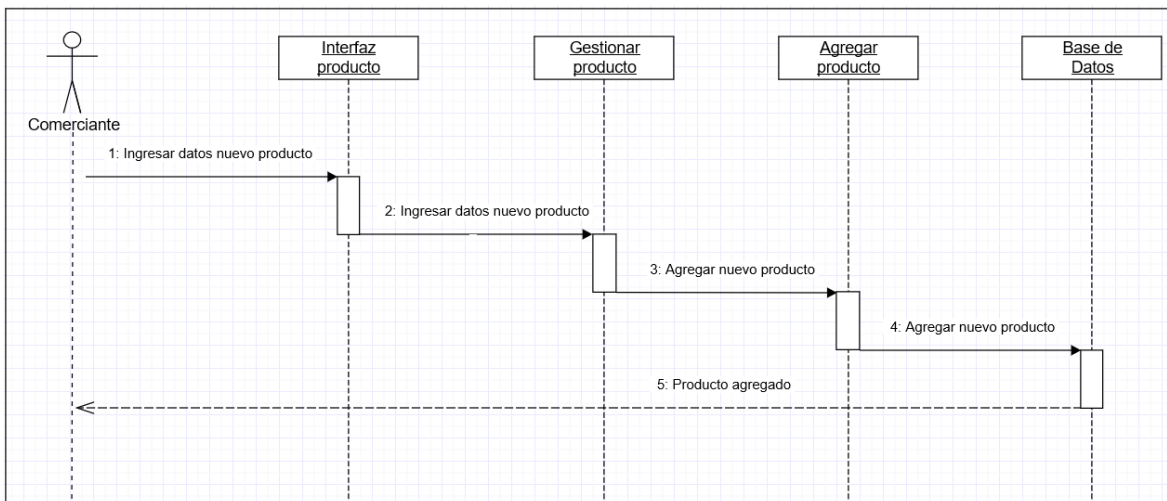 Interfaz
producto
Gestionar
producto
Agregar
producto
Base de
Datos
Comerciante
1: Ingresar datos nuevo producto
2: Ingresar datos nuevo producto
3: Agregar nuevo producto
4: Agregar nuevo producto
5: Producto agregado